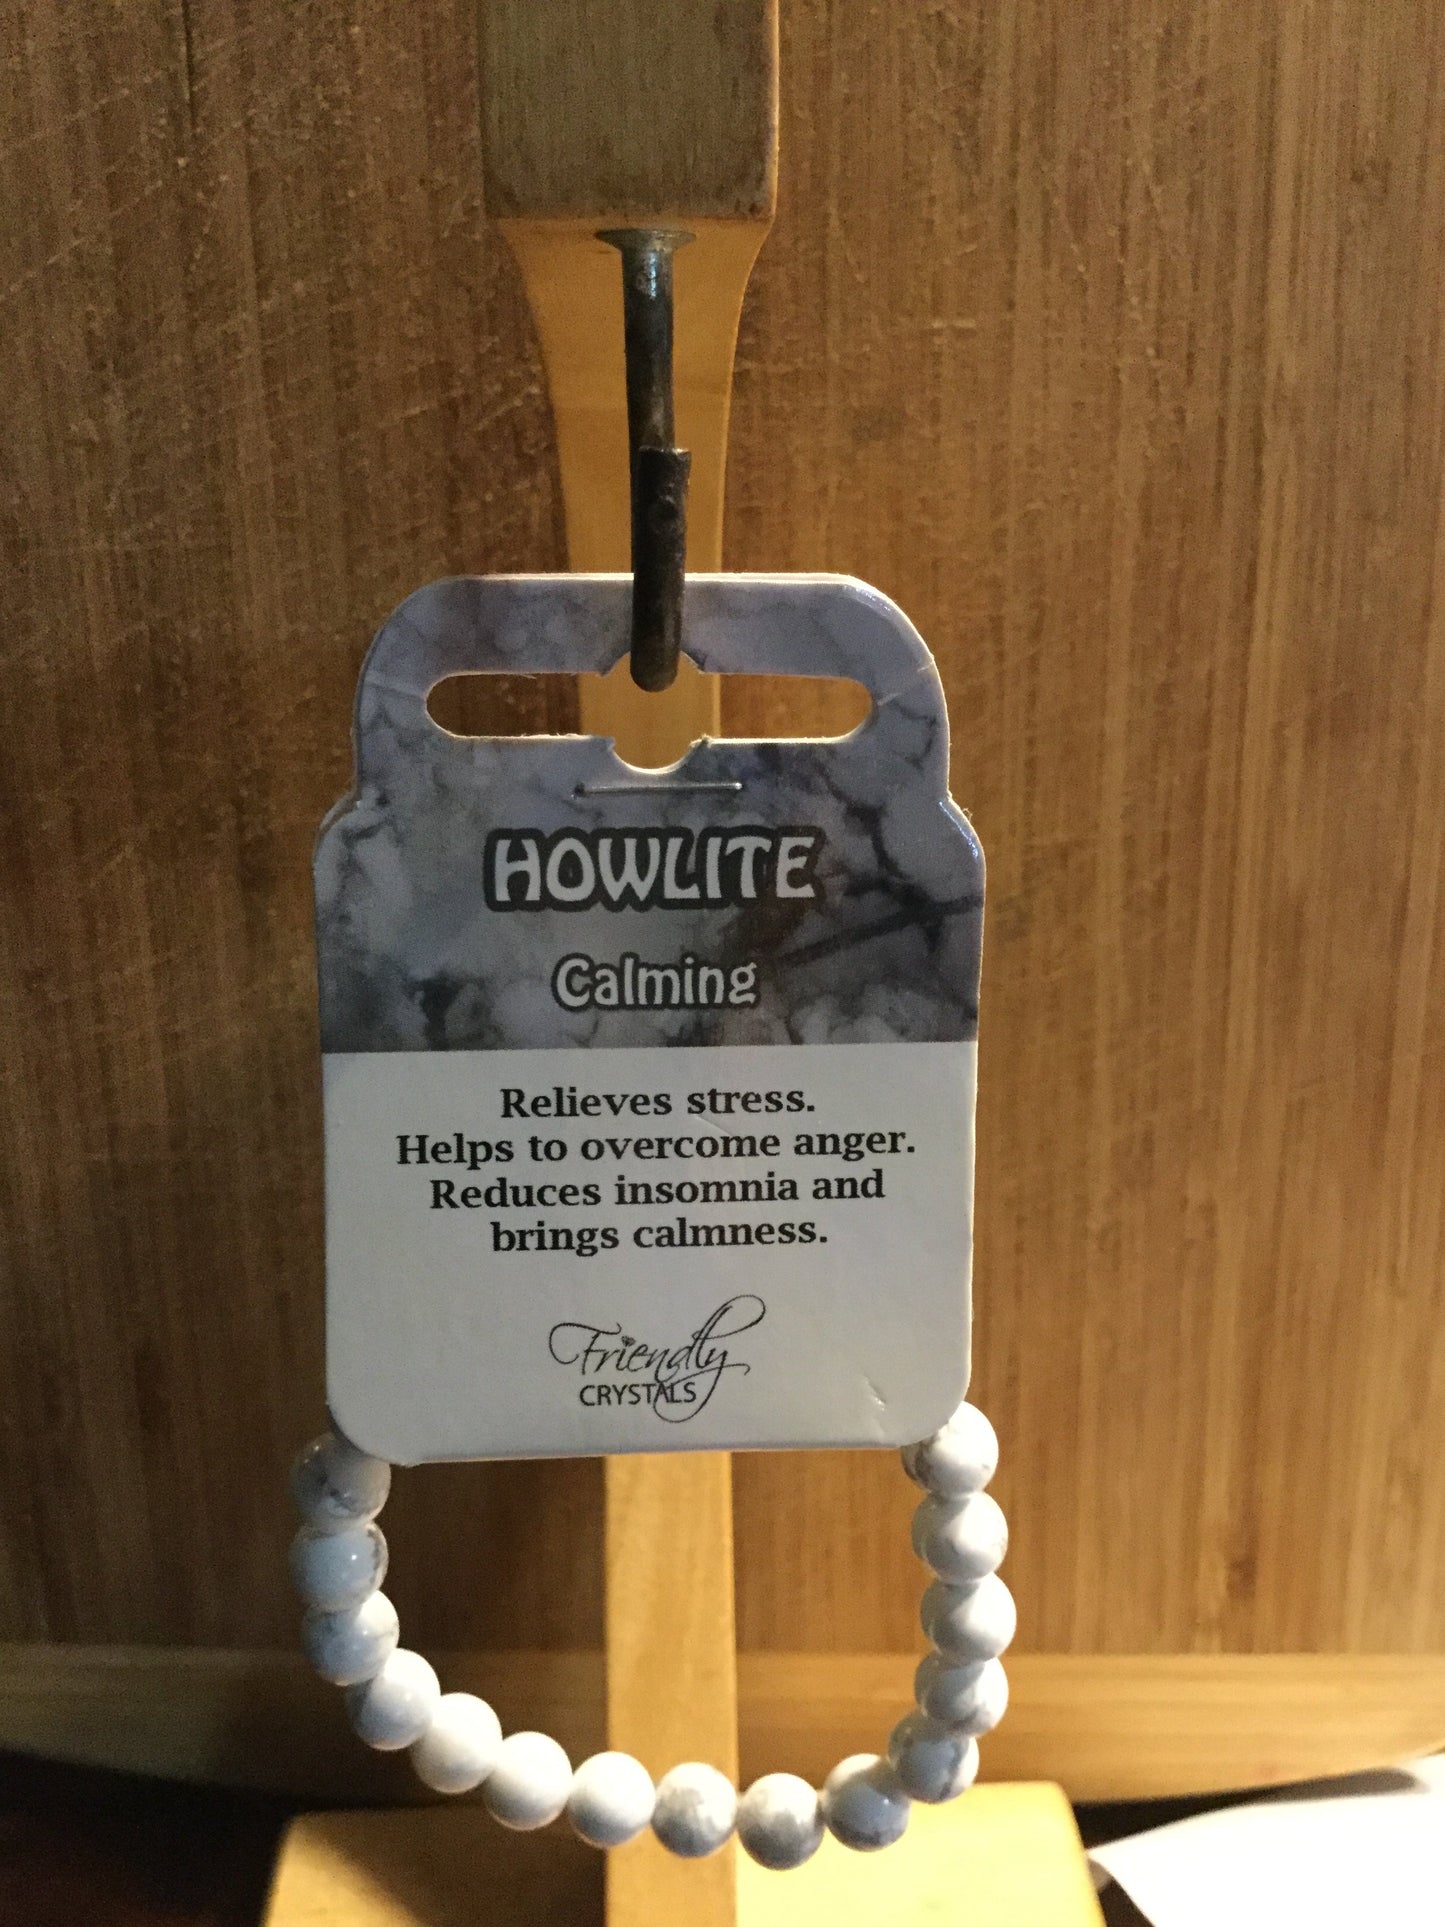 HOWLITE
Calming
Relieves stress.
Helps to overcome anger.
Reduces insomnia and
brings calmness.
Friendly
CRYSTALS